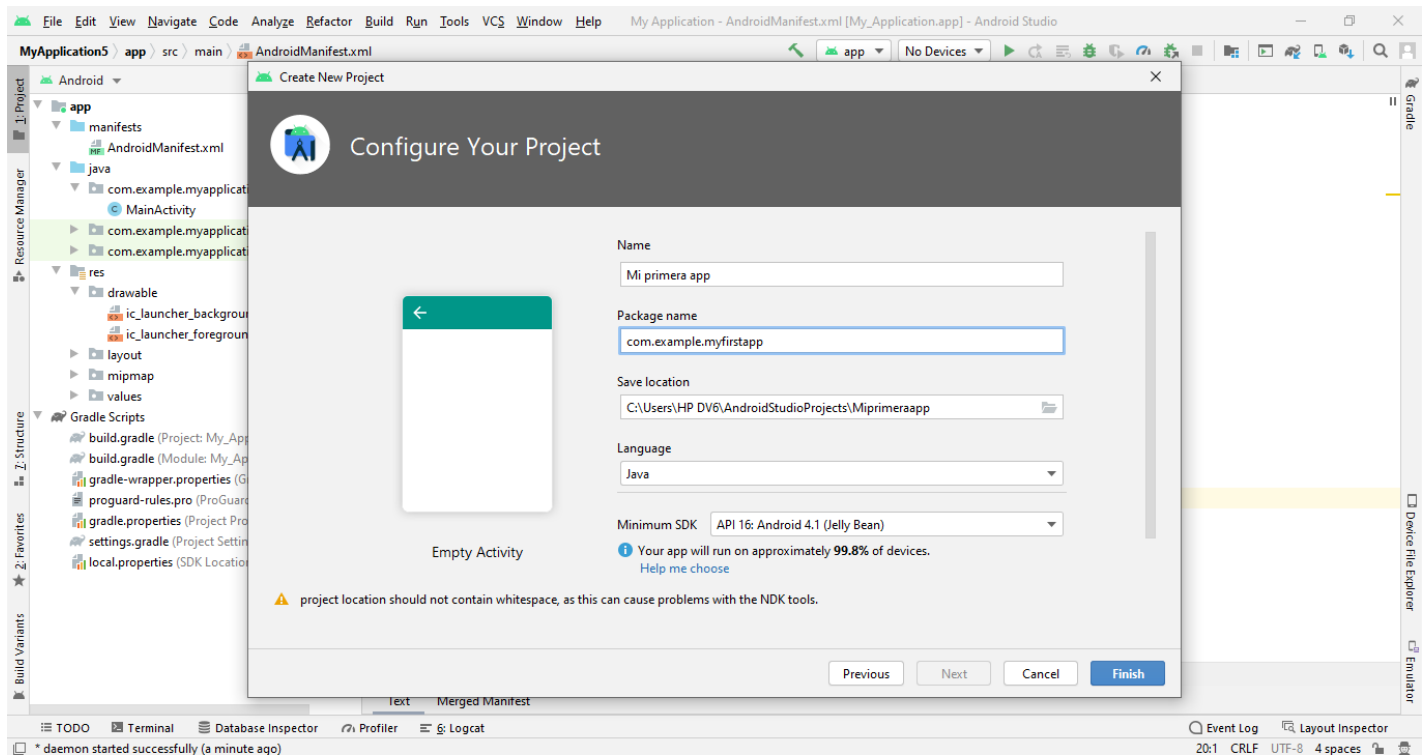 File Edit View Navigate Code Analyze Refactor Build Run Tools VCS Window Help My Application - AndroidManifest.xml [My_Application.app] - Android Studio
MyApplication5 app src main AndroidManifest.xml app No Devices
1: Project
Resource Manager
7: Structure
2: Favorites
Build Variants
Android
app
manifests
AndroidManifest.xml
java
com.example.myapplicati
MainActivity
com.example.myapplicati
com.example.myapplicati
res
drawable
ic_launcher_backgrou
ic_launcher_foregroun
layout
mipmap
values
Gradle Scripts
build.gradle (Project: My_App
build.gradle (Module: My_Ap
gradle-wrapper.properties (G
proguard-rules.pro (ProGuard
gradle.properties (Project Pro
settings.gradle (Project Settin
local.properties (SDK Location
Create New Project
Configure Your Project
Empty Activity
Name
Mi primera app
Package name
com.example.myfirstapp
Save location
C:\Users\HP DV6\AndroidStudioProjects\Miprimeraapp
Language
Java
Minimum SDK API 16: Android 4.1 (Jelly Bean)
Your app will run on approximately 99.8% of devices.
Help me choose
project location should not contain whitespace, as this can cause problems with the NDK tools.
Previous Next Cancel Finish
Text Merged Manifest
Gradle
Device File Explorer
Emulator
TODO Terminal Database Inspector Profiler 6: Logcat Event Log Layout Inspector
* daemon started successfully (a minute ago) 20:1 CRLF UTF-8 4 spaces